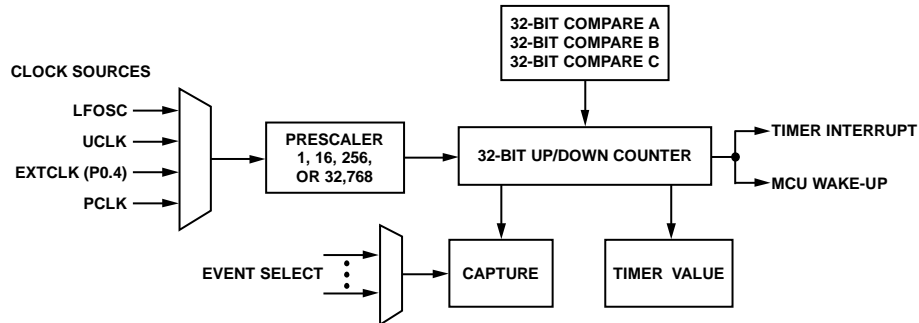 32-BIT COMPARE A
32-BIT COMPARE B
32-BIT COMPARE C
CLOCK SOURCES
LFOSC
UCLK
EXTCLK (P0.4)
PCLK
PRESCALER
1, 16, 256,
OR 32,768
32-BIT UP/DOWN COUNTER
TIMER INTERRUPT
MCU WAKE-UP
EVENT SELECT
CAPTURE
TIMER VALUE